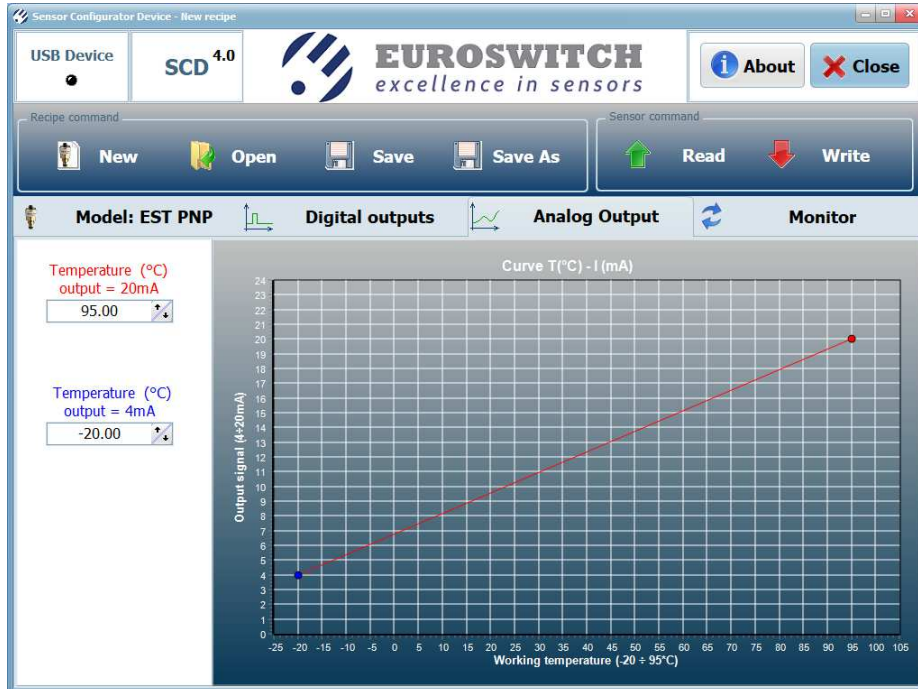 Sensor Configurator Device - New recipe
USB Device
SCD 4.0
EUROSWITCH
excellence in sensors
About
Close
Recipe command
New
Open
Save
Save As
Sensor command
Read
Write
Model: EST PNP
Digital outputs
Analog Output
Monitor
Temperature (°C)
output = 20mA
95.00
Temperature (°C)
output = 4mA
-20.00
Curve T(°C) - I (mA)
Output signal (4÷20mA)
24
23
22
21
20
19
18
17
16
15
14
13
12
11
10
9
8
7
6
5
4
3
2
1
0
-25 -20 -15 -10 -5 0 5 10 15 20 25 30 35 40 45 50 55 60 65 70 75 80 85 90 95 100 105
Working temperature (-20 ÷ 95°C)